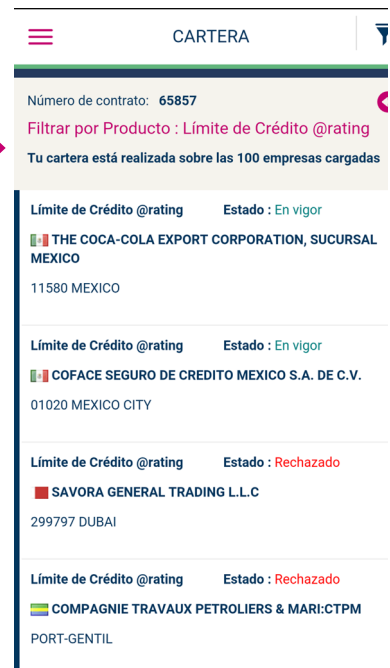 CARTERA
Número de contrato: 65857
Filtrar por Producto : Límite de Crédito @rating
Tu cartera está realizada sobre las 100 empresas cargadas
Límite de Crédito @rating Estado : En vigor
THE COCA-COLA EXPORT CORPORATION, SUCURSAL
MEXICO
11580 MEXICO
Límite de Crédito @rating Estado : En vigor
COFACE SEGURO DE CREDITO MEXICO S.A. DE C.V.
01020 MEXICO CITY
Límite de Crédito @rating Estado : Rechazado
SAVORA GENERAL TRADING L.L.C
299797 DUBAI
Límite de Crédito @rating Estado : Rechazado
COMPAGNIE TRAVAUX PETROLIERS & MARI:CTPM
PORT-GENTIL